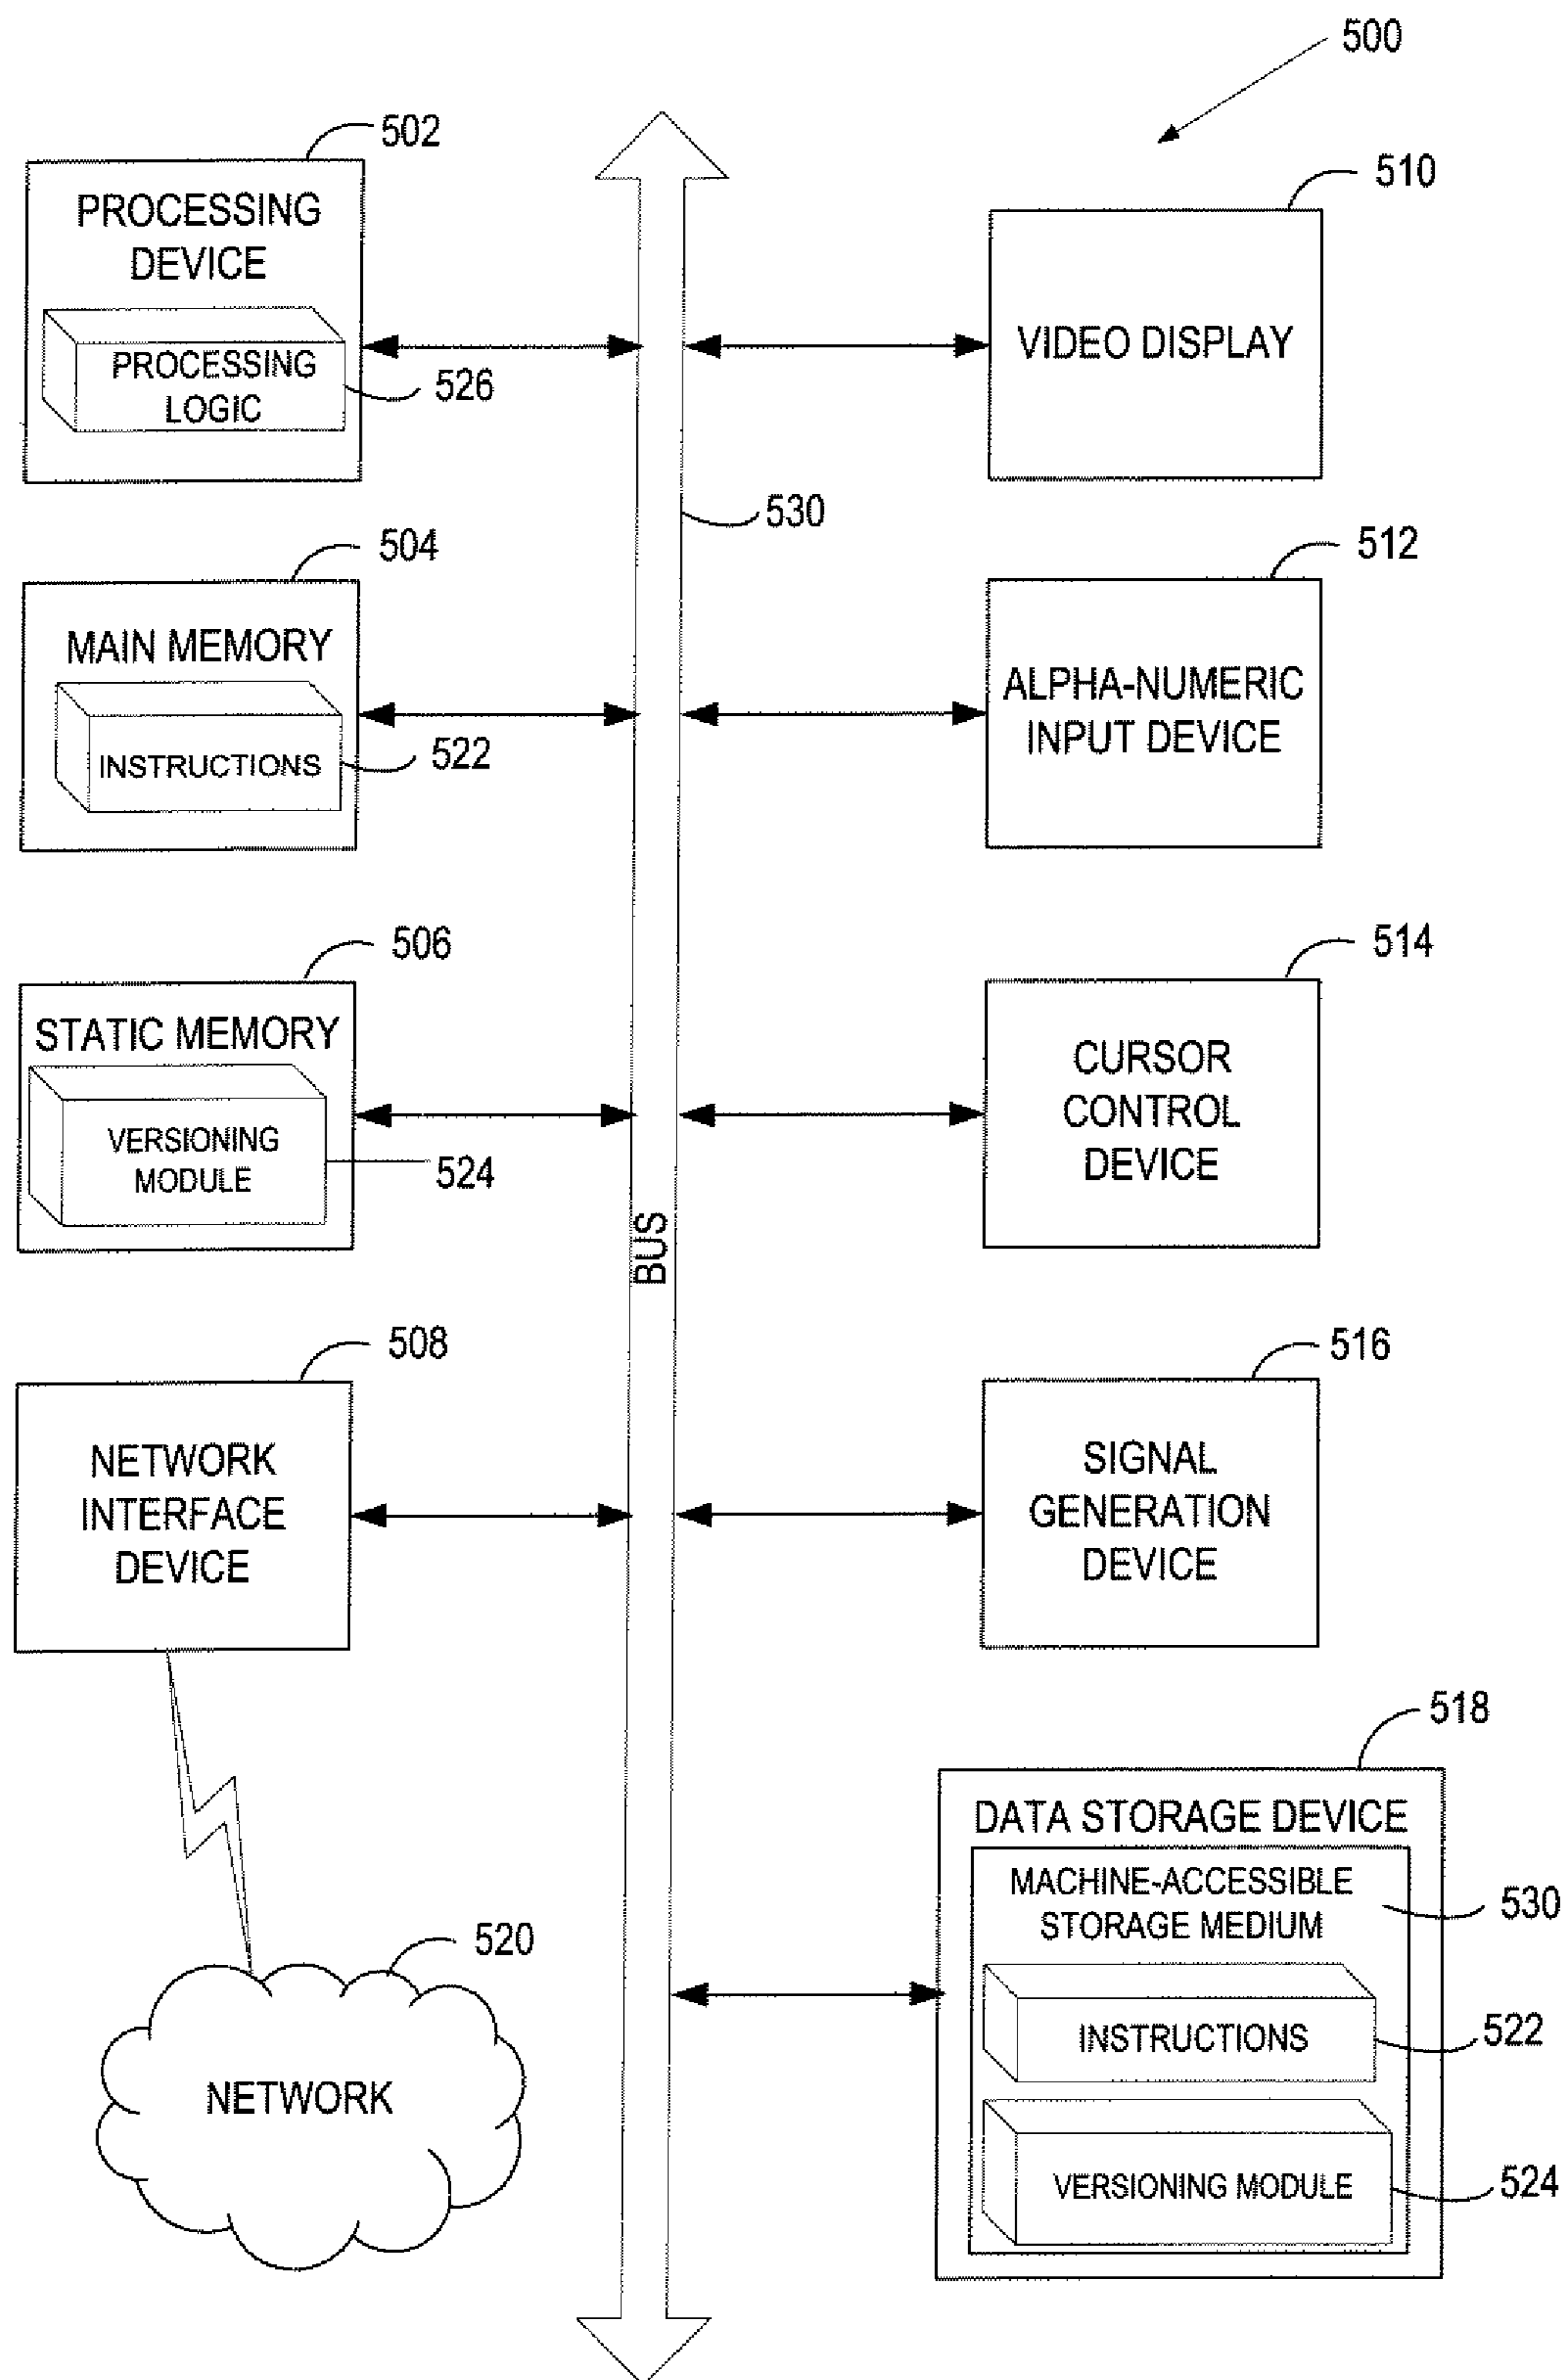 500
502
PROCESSING
DEVICE
PROCESSING
LOGIC
526
510
VIDEO DISPLAY
530
504
MAIN MEMORY
INSTRUCTIONS
522
512
ALPHA-NUMERIC
INPUT DEVICE
506
STATIC MEMORY
VERSIONING
MODULE
524
514
CURSOR
CONTROL
DEVICE
BUS
508
NETWORK
INTERFACE
DEVICE
516
SIGNAL
GENERATION
DEVICE
518
DATA STORAGE DEVICE
MACHINE-ACCESSIBLE
STORAGE MEDIUM
530
INSTRUCTIONS
522
VERSIONING MODULE
524
520
NETWORK